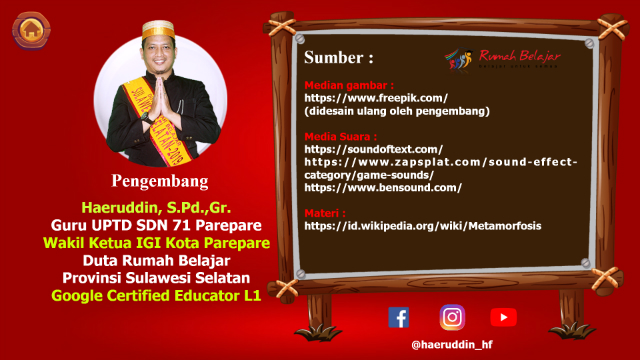 SULAWESI SELATAN 2019
Pengembang
Haeruddin, S.Pd.,Gr.
Guru UPTD SDN 71 Parepare
Wakil Ketua IGI Kota Parepare
Duta Rumah Belajar
Provinsi Sulawesi Selatan
Google Certified Educator L1
Sumber :
Rumah Belajar
Median gambar :
https://www.freepik.com/
(didesain ulang oleh pengembang)
Media Suara :
https://soundoftext.com/
https://www.zapsplat.com/sound-effect-
category/game-sounds/
https://www.bensound.com/
Materi :
https://id.wikipedia.org/wiki/Metamorfosis
@haeruddin_hf